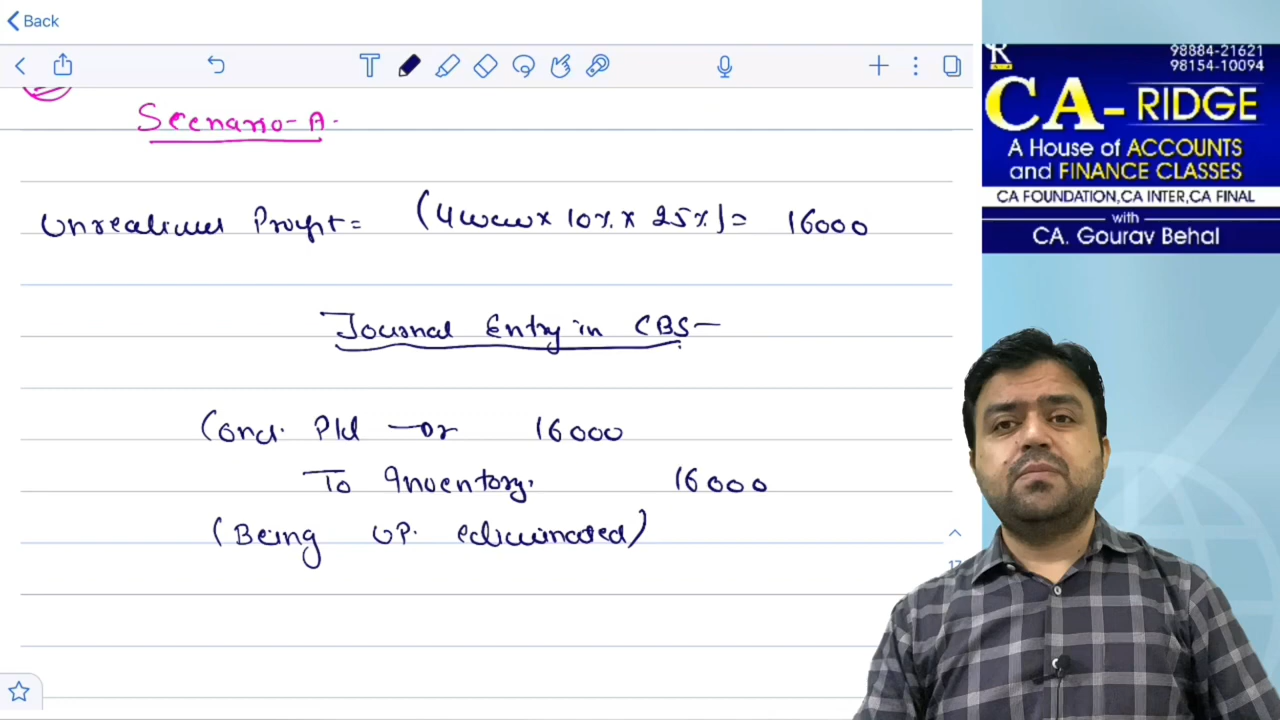 Back
Scenario-A.
Unrealised Profit = (400000 x 10% x 25%) = 16000
Journal Entry in CBS
Cond. P/d Dr 16000
To Inventory. 16000
(Being UP. eliminated)
98884-21621
98154-10094
CA-RIDGE
A House of ACCOUNTS
and FINANCE CLASSES
CA FOUNDATION,CA INTER,CA FINAL
with
CA. Gourav Behal